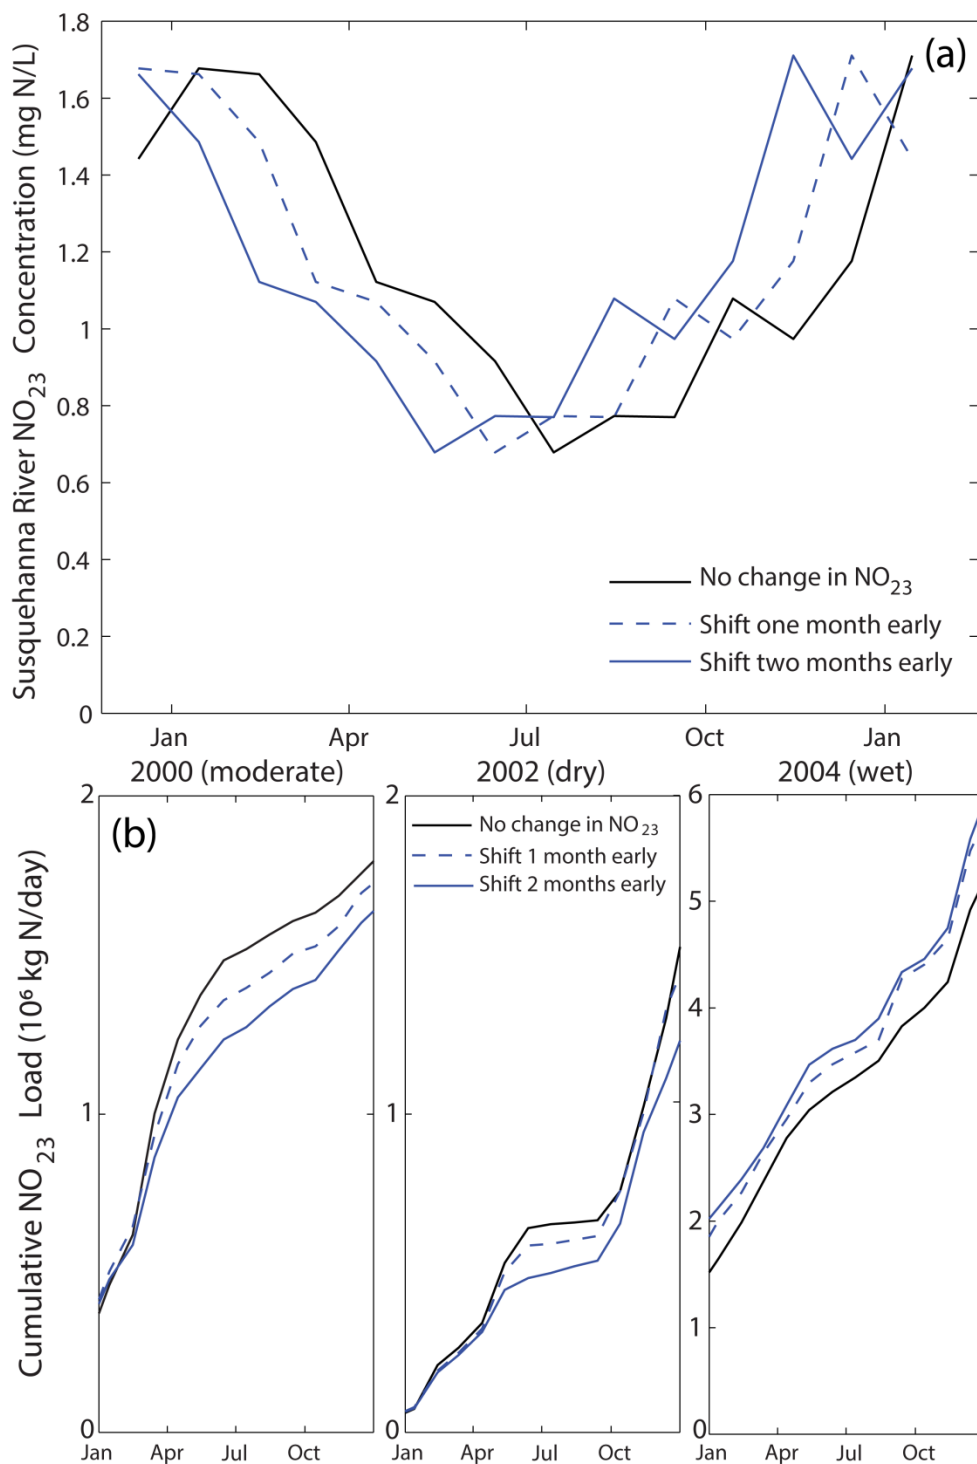 Susquehanna River NO23 Concentration (mg N/L)
1.8
1.6
1.4
1.2
1
0.8
0.6
0.4
0.2
0
(a)
No change in NO23
Shift one month early
Shift two months early
Jan Apr Jul Oct Jan
2000 (moderate) 2002 (dry) 2004 (wet)
Cumulative NO23 Load (10⁶ kg N/day)
(b)
2
1
0
Jan Apr Jul Oct
2
1
0
No change in NO23
Shift 1 month early
Shift 2 months early
Jan Apr Jul Oct
6
5
4
3
2
1
0
Jan Apr Jul Oct